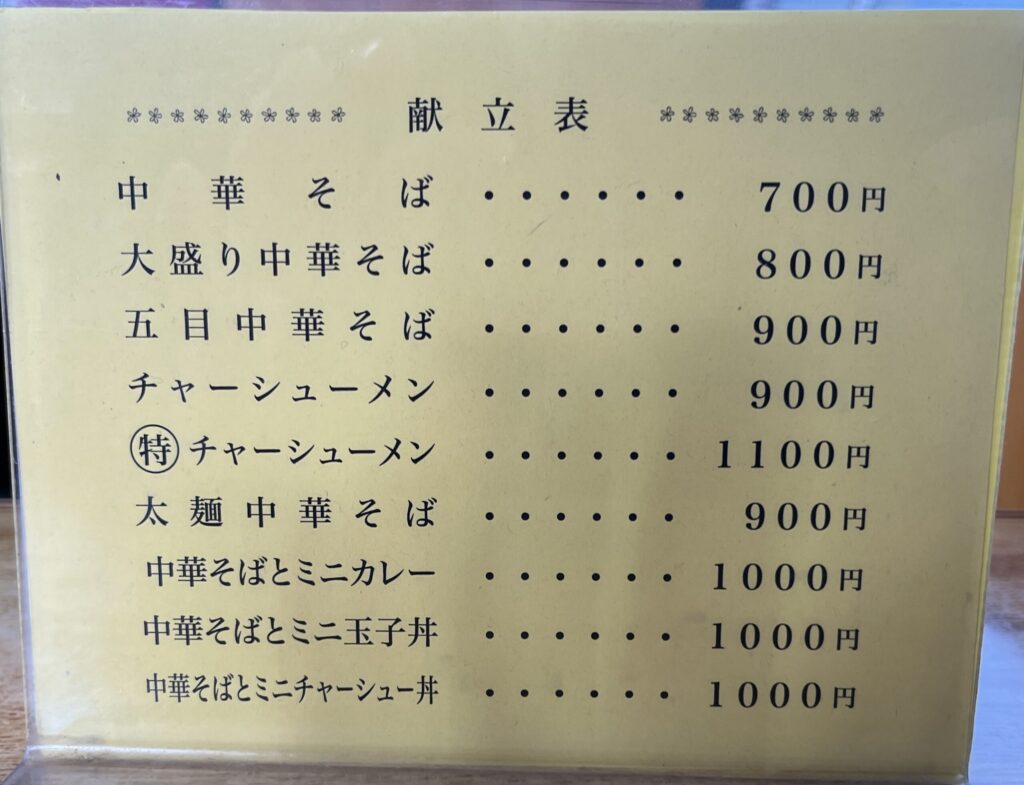 献立表
中華そば ・・・・・・ 700円
大盛り中華そば ・・・・・・ 800円
五目中華そば ・・・・・・ 900円
チャーシューメン ・・・・・・ 900円
㊕チャーシューメン ・・・・・・ 1100円
太麺中華そば ・・・・・・ 900円
中華そばとミニカレー ・・・・・・ 1000円
中華そばとミニ玉子丼 ・・・・・・ 1000円
中華そばとミニチャーシュー丼 ・・・・・・ 1000円